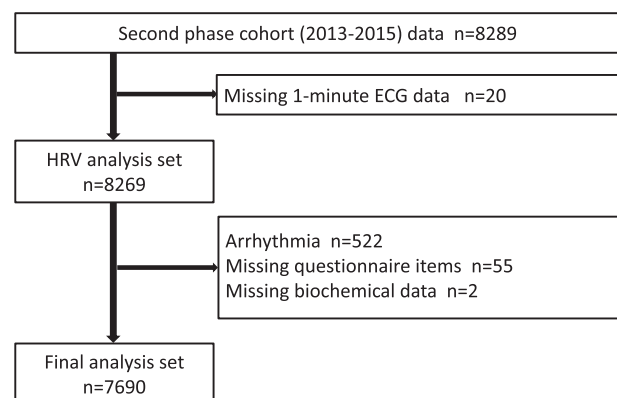 Second phase cohort (2013-2015) data n=8289
Missing 1-minute ECG data n=20
HRV analysis set
n=8269
Arrhythmia n=522
Missing questionnaire items n=55
Missing biochemical data n=2
Final analysis set
n=7690